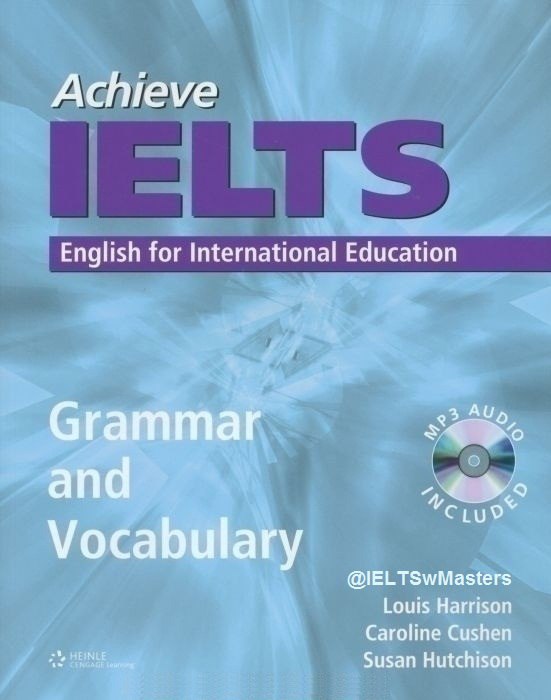 Achieve
IELTS
English for International Education
Grammar
and
Vocabulary
MP3 AUDIO
INCLUDED
@IELTSwMasters
Louis Harrison
Caroline Cushen
Susan Hutchison
HEINLE
CENGAGE Learning